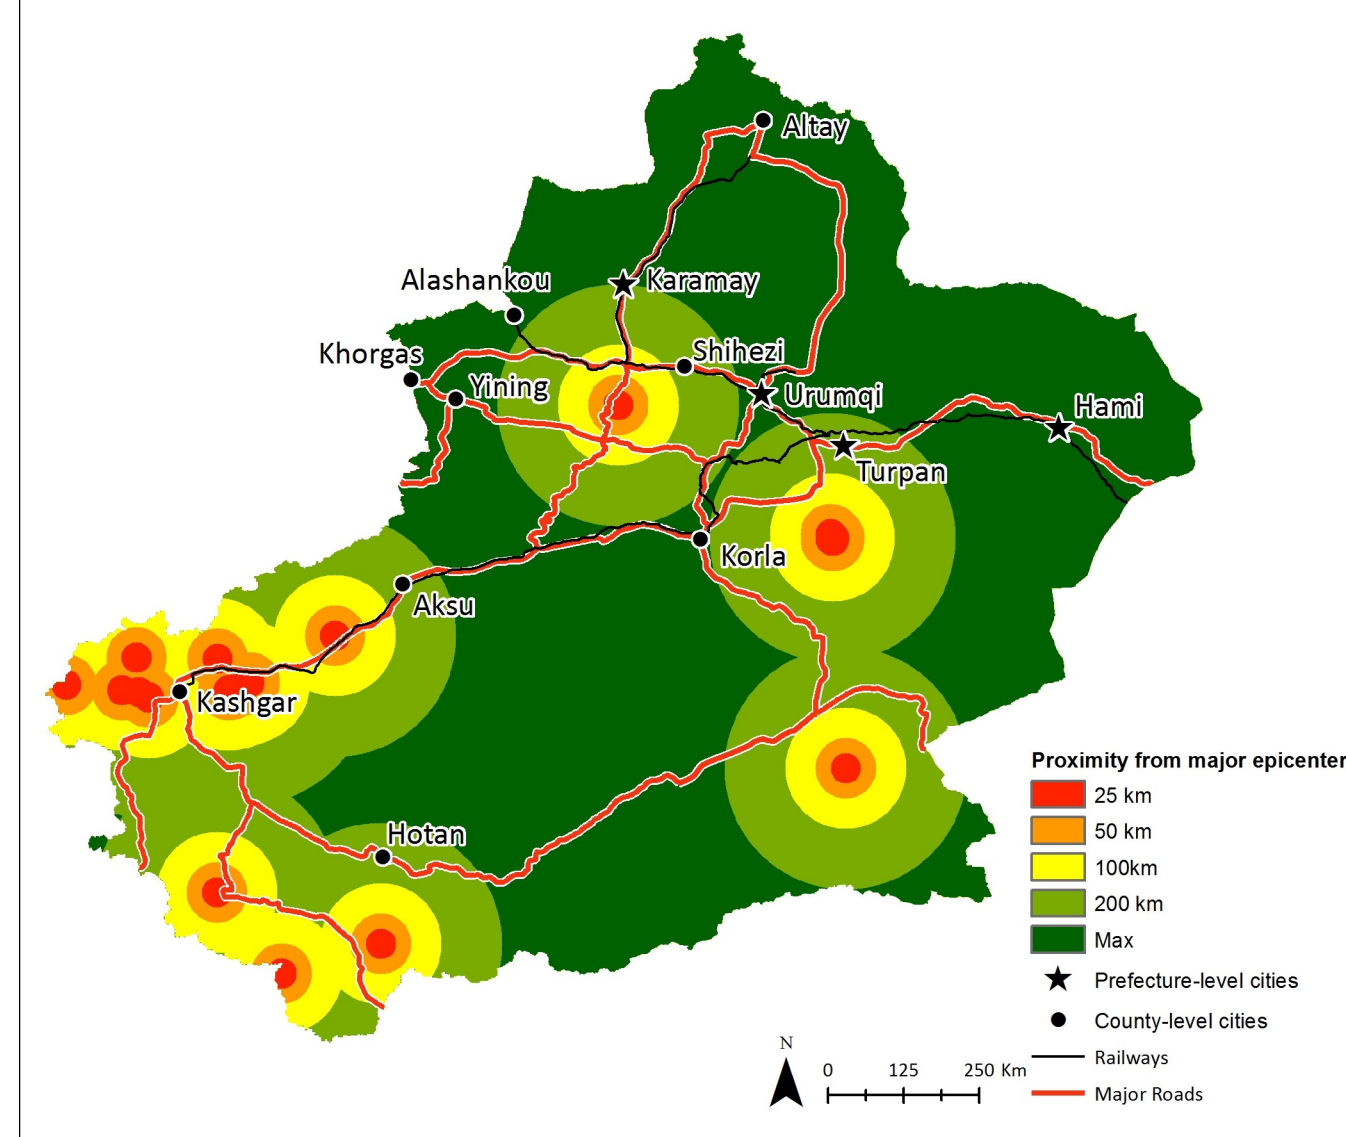 Altay
Alashankou
Karamay
Khorgas
Shihezi
Yining
Urumqi
Hami
Turpan
Korla
Aksu
Kashgar
Hotan
Proximity from major epicenter
25 km
50 km
100km
200 km
Max
Prefecture-level cities
County-level cities
Railways
Major Roads
N
0 125 250 Km